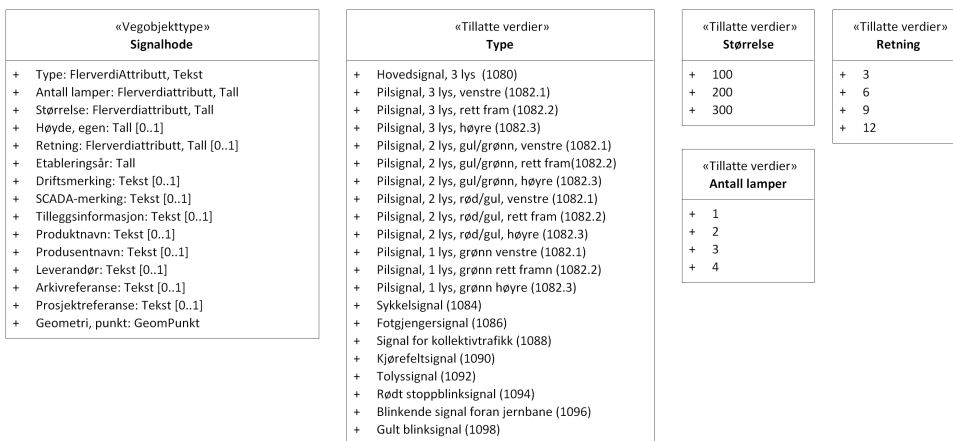 «Vegobjekttype»
Signalhode
+ Type: FlerverdiAttributt, Tekst
+ Antall lamper: Flerverdiattributt, Tall
+ Størrelse: Flerverdiattributt, Tall
+ Høyde, egen: Tall [0..1]
+ Retning: Flerverdiattributt, Tall [0..1]
+ Etableringsår: Tall
+ Driftsmerking: Tekst [0..1]
+ SCADA-merking: Tekst [0..1]
+ Tilleggsinformasjon: Tekst [0..1]
+ Produktnavn: Tekst [0..1]
+ Produsentnavn: Tekst [0..1]
+ Leverandør: Tekst [0..1]
+ Arkivreferanse: Tekst [0..1]
+ Prosjektreferanse: Tekst [0..1]
+ Geometri, punkt: GeomPunkt
«Tillatte verdier»
Type
+ Hovedsignal, 3 lys (1080)
+ Pilsignal, 3 lys, venstre (1082.1)
+ Pilsignal, 3 lys, rett fram (1082.2)
+ Pilsignal, 3 lys, høyre (1082.3)
+ Pilsignal, 2 lys, gul/grønn, venstre (1082.1)
+ Pilsignal, 2 lys, gul/grønn, rett fram(1082.2)
+ Pilsignal, 2 lys, gul/grønn, høyre (1082.3)
+ Pilsignal, 2 lys, rød/gul, venstre (1082.1)
+ Pilsignal, 2 lys, rød/gul, rett fram (1082.2)
+ Pilsignal, 2 lys, rød/gul, høyre (1082.3)
+ Pilsignal, 1 lys, grønn venstre (1082.1)
+ Pilsignal, 1 lys, grønn rett framn (1082.2)
+ Pilsignal, 1 lys, grønn høyre (1082.3)
+ Sykkelsignal (1084)
+ Fotgjengersignal (1086)
+ Signal for kollektivtrafikk (1088)
+ Kjørefeltsignal (1090)
+ Tolyssignal (1092)
+ Rødt stoppblinksignal (1094)
+ Blinkende signal foran jernbane (1096)
+ Gult blinksignal (1098)
«Tillatte verdier»
Størrelse
+ 100
+ 200
+ 300
«Tillatte verdier»
Antall lamper
+ 1
+ 2
+ 3
+ 4
«Tillatte verdier»
Retning
+ 3
+ 6
+ 9
+ 12